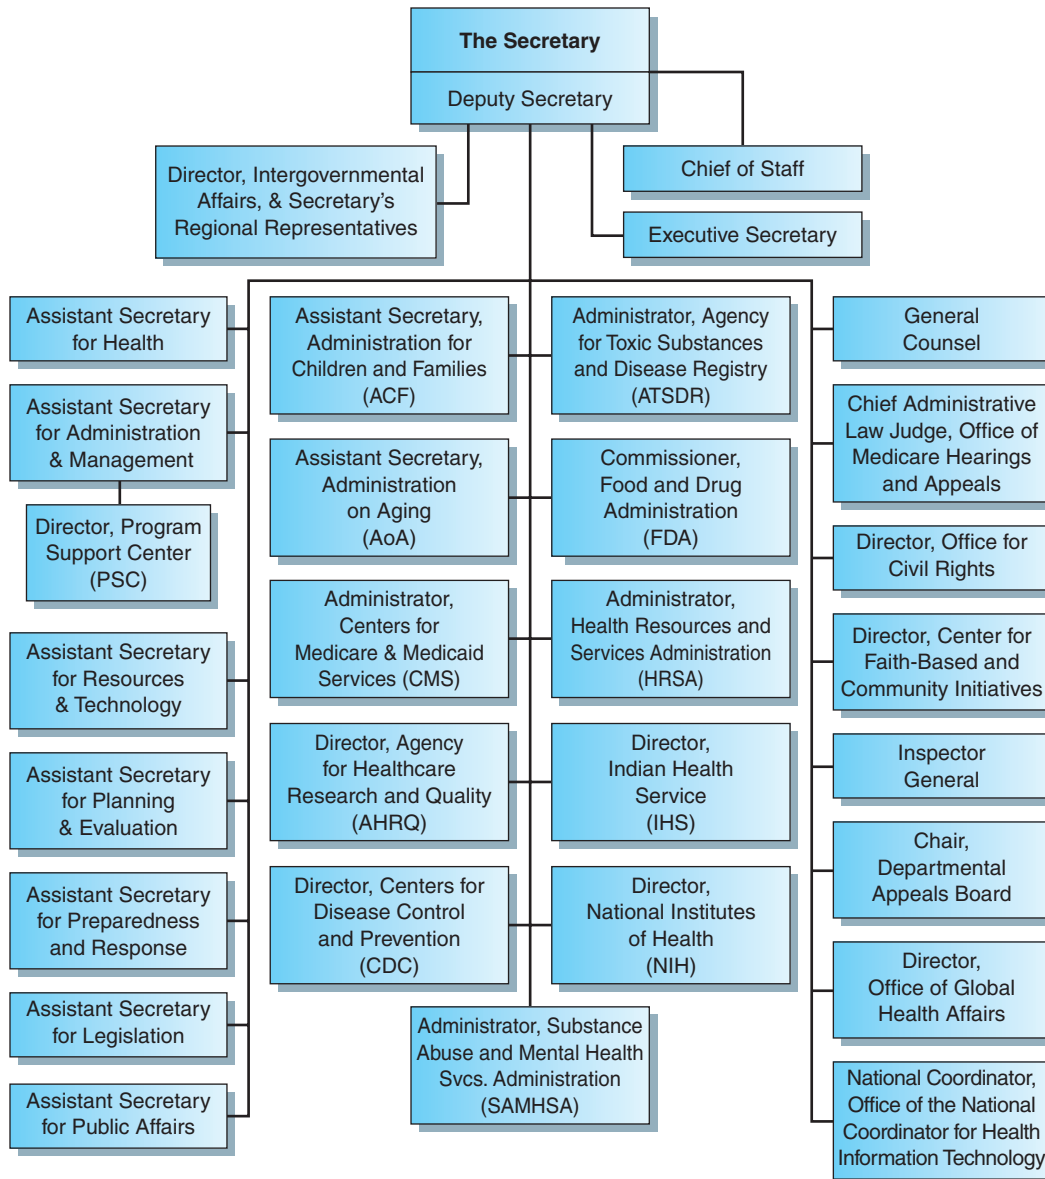 The Secretary
Deputy Secretary
Director, Intergovernmental
Affairs, & Secretary's
Regional Representatives
Chief of Staff
Executive Secretary
Assistant Secretary
for Health
Assistant Secretary
for Administration
& Management
Director, Program
Support Center
(PSC)
Assistant Secretary
for Resources
& Technology
Assistant Secretary
for Planning
& Evaluation
Assistant Secretary
for Preparedness
and Response
Assistant Secretary
for Legislation
Assistant Secretary
for Public Affairs
Assistant Secretary,
Administration for
Children and Families
(ACF)
Assistant Secretary,
Administration
on Aging
(AoA)
Administrator,
Centers for
Medicare & Medicaid
Services (CMS)
Director, Agency
for Healthcare
Research and Quality
(AHRQ)
Director, Centers for
Disease Control
and Prevention
(CDC)
Administrator, Agency
for Toxic Substances
and Disease Registry
(ATSDR)
Commissioner,
Food and Drug
Administration
(FDA)
Administrator,
Health Resources and
Services Administration
(HRSA)
Director,
Indian Health
Service
(IHS)
Director,
National Institutes
of Health
(NIH)
Administrator, Substance
Abuse and Mental Health
Svcs. Administration
(SAMHSA)
General
Counsel
Chief Administrative
Law Judge, Office of
Medicare Hearings
and Appeals
Director, Office for
Civil Rights
Director, Center for
Faith-Based and
Community Initiatives
Inspector
General
Chair,
Departmental
Appeals Board
Director,
Office of Global
Health Affairs
National Coordinator,
Office of the National
Coordinator for Health
Information Technology